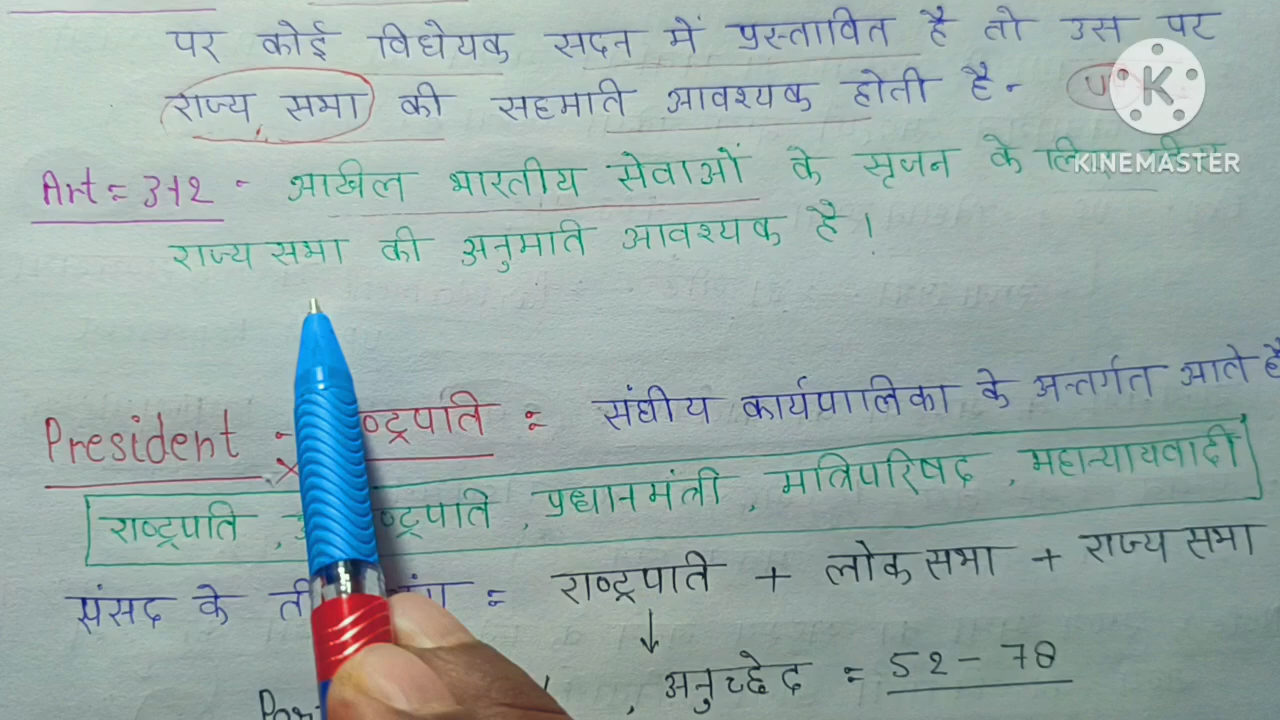 पर कोई विधेयक सदन में प्रस्तावित है तो उस पर
राज्य सभा की सहमति आवश्यक होती है-
K
KINEMASTER
Art = 312 - अखिल भारतीय सेवाओं के सृजन के
राज्य सभा की अनुमति आवश्यक है।
President - राष्ट्रपति = संघीय कार्यपालिका के अन्तर्गत आते है
राष्ट्रपति , उपराष्ट्रपति , प्रधानमंत्री , मंत्रिपरिषद , महान्यायवादी
संसद के = राष्ट्रपति + लोक सभा + राज्य सभा
↓
, अनुच्छेद = 52 - 78